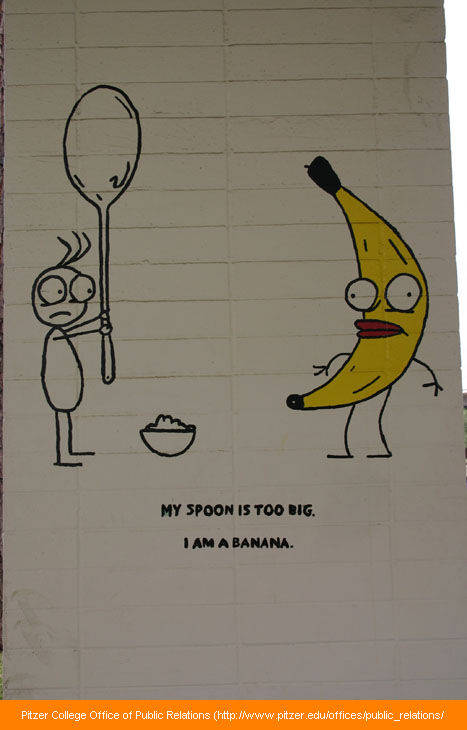 MY SPOON IS TOO BIG.
I AM A BANANA.
Pitzer College Office of Public Relations (http://www.pitzer.edu/offices/public_relations/